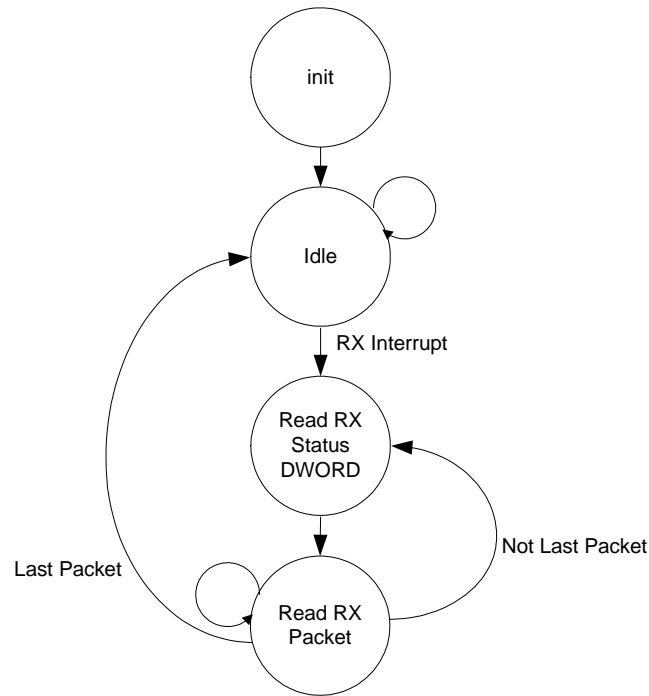 init
Idle
RX Interrupt
Read RX
Status
DWORD
Not Last Packet
Last Packet
Read RX
Packet